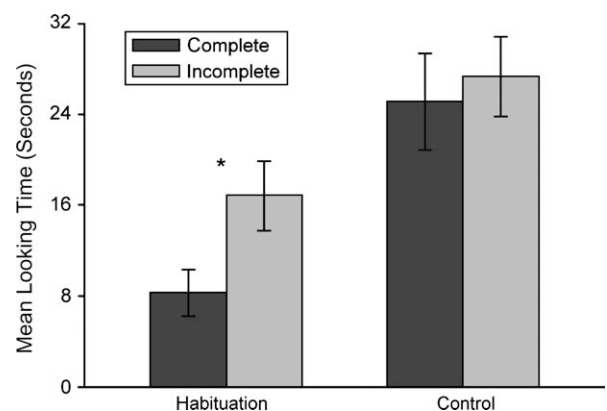 Mean Looking Time (Seconds)
32
24
16
8
0
Complete
Incomplete
*
Habituation
Control